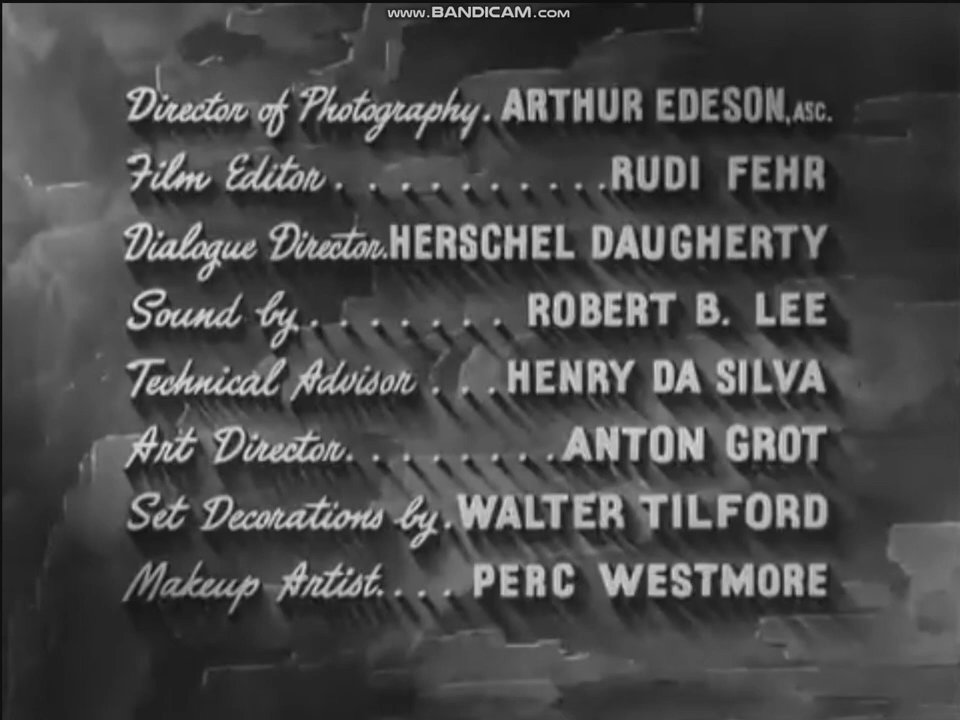 www.BANDICAM.com
Director of Photography. ARTHUR EDESON, ASC.
Film Editor . . . . . . . . . . . RUDI FEHR
Dialogue Director. HERSCHEL DAUGHERTY
Sound by . . . . . . . ROBERT B. LEE
Technical Advisor . . . HENRY DA SILVA
Art Director. . . . . . . . . ANTON GROT
Set Decorations by. WALTER TILFORD
Makeup Artist. . . . PERC WESTMORE